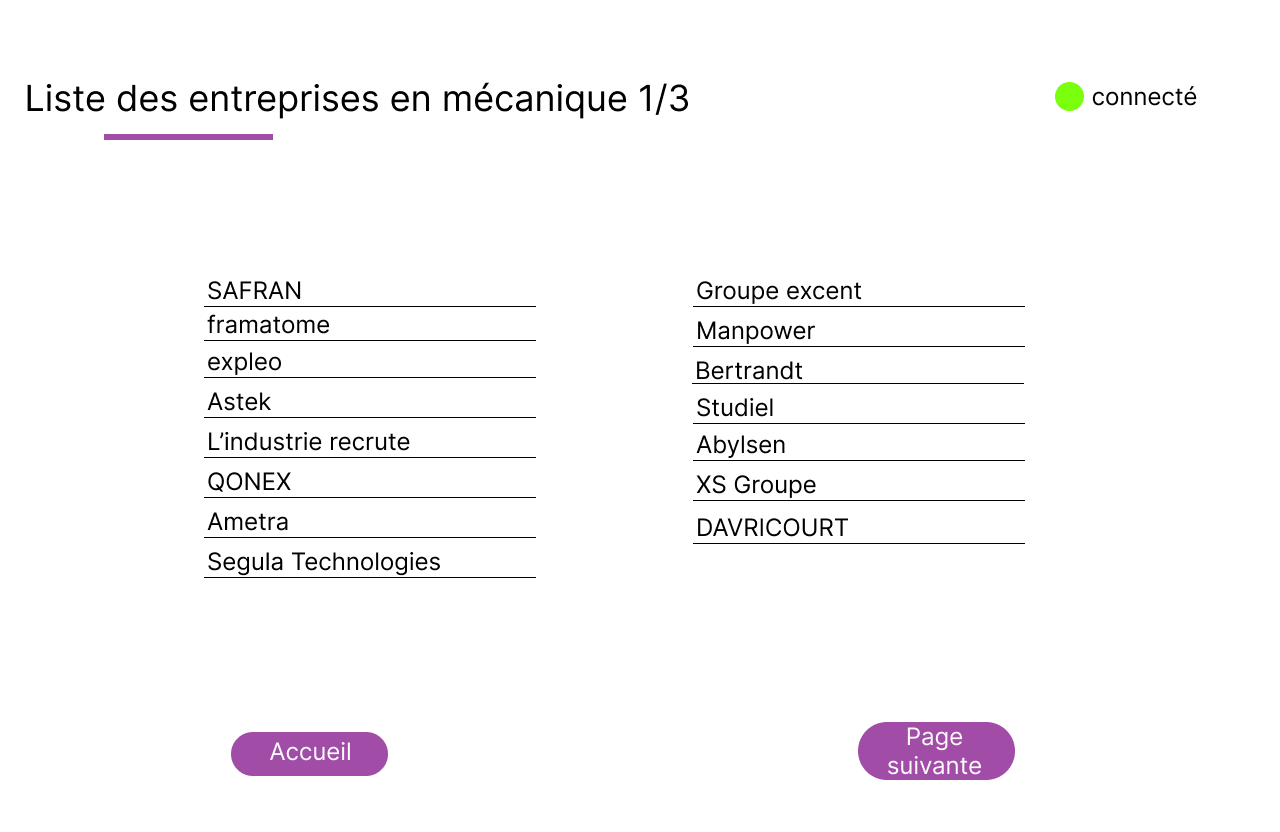 Liste des entreprises en mécanique 1/3
connecté
SAFRAN
framatome
expleo
Astek
L’industrie recrute
QONEX
Ametra
Segula Technologies
Groupe excent
Manpower
Bertrandt
Studiel
Abylsen
XS Groupe
DAVRICOURT
Accueil
Page
suivante